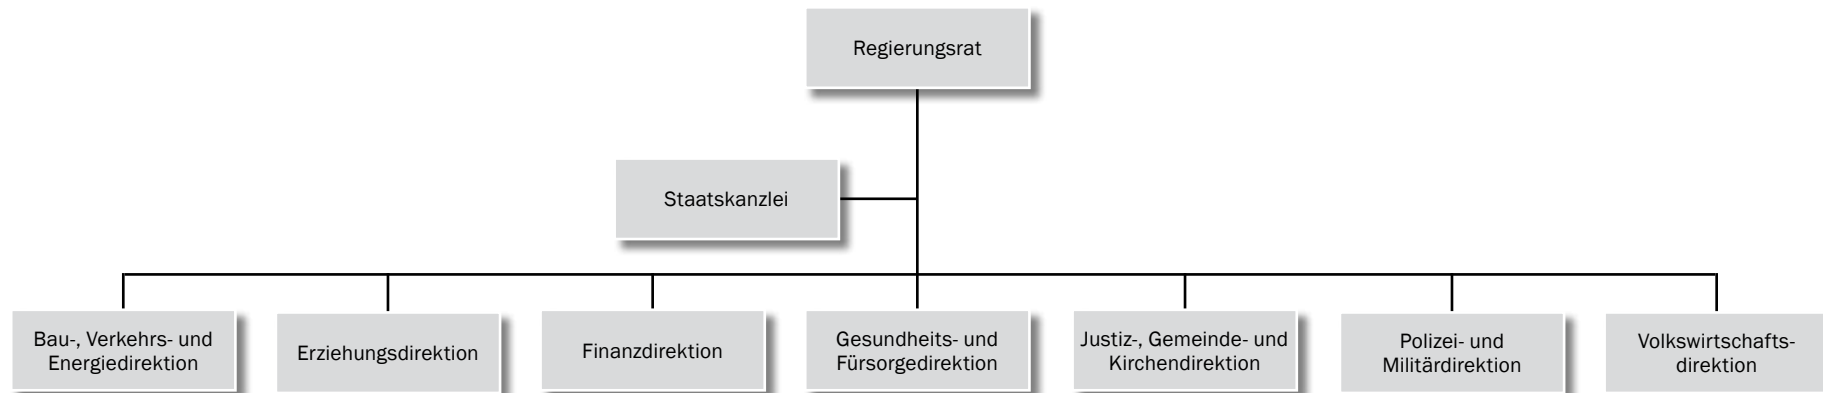 Regierungsrat
Staatskanzlei
Bau-, Verkehrs- und
Energiedirektion
Erziehungsdirektion
Finanzdirektion
Gesundheits- und
Fürsorgedirektion
Justiz-, Gemeinde- und
Kirchendirektion
Polizei- und
Militärdirektion
Volkswirtschafts-
direktion